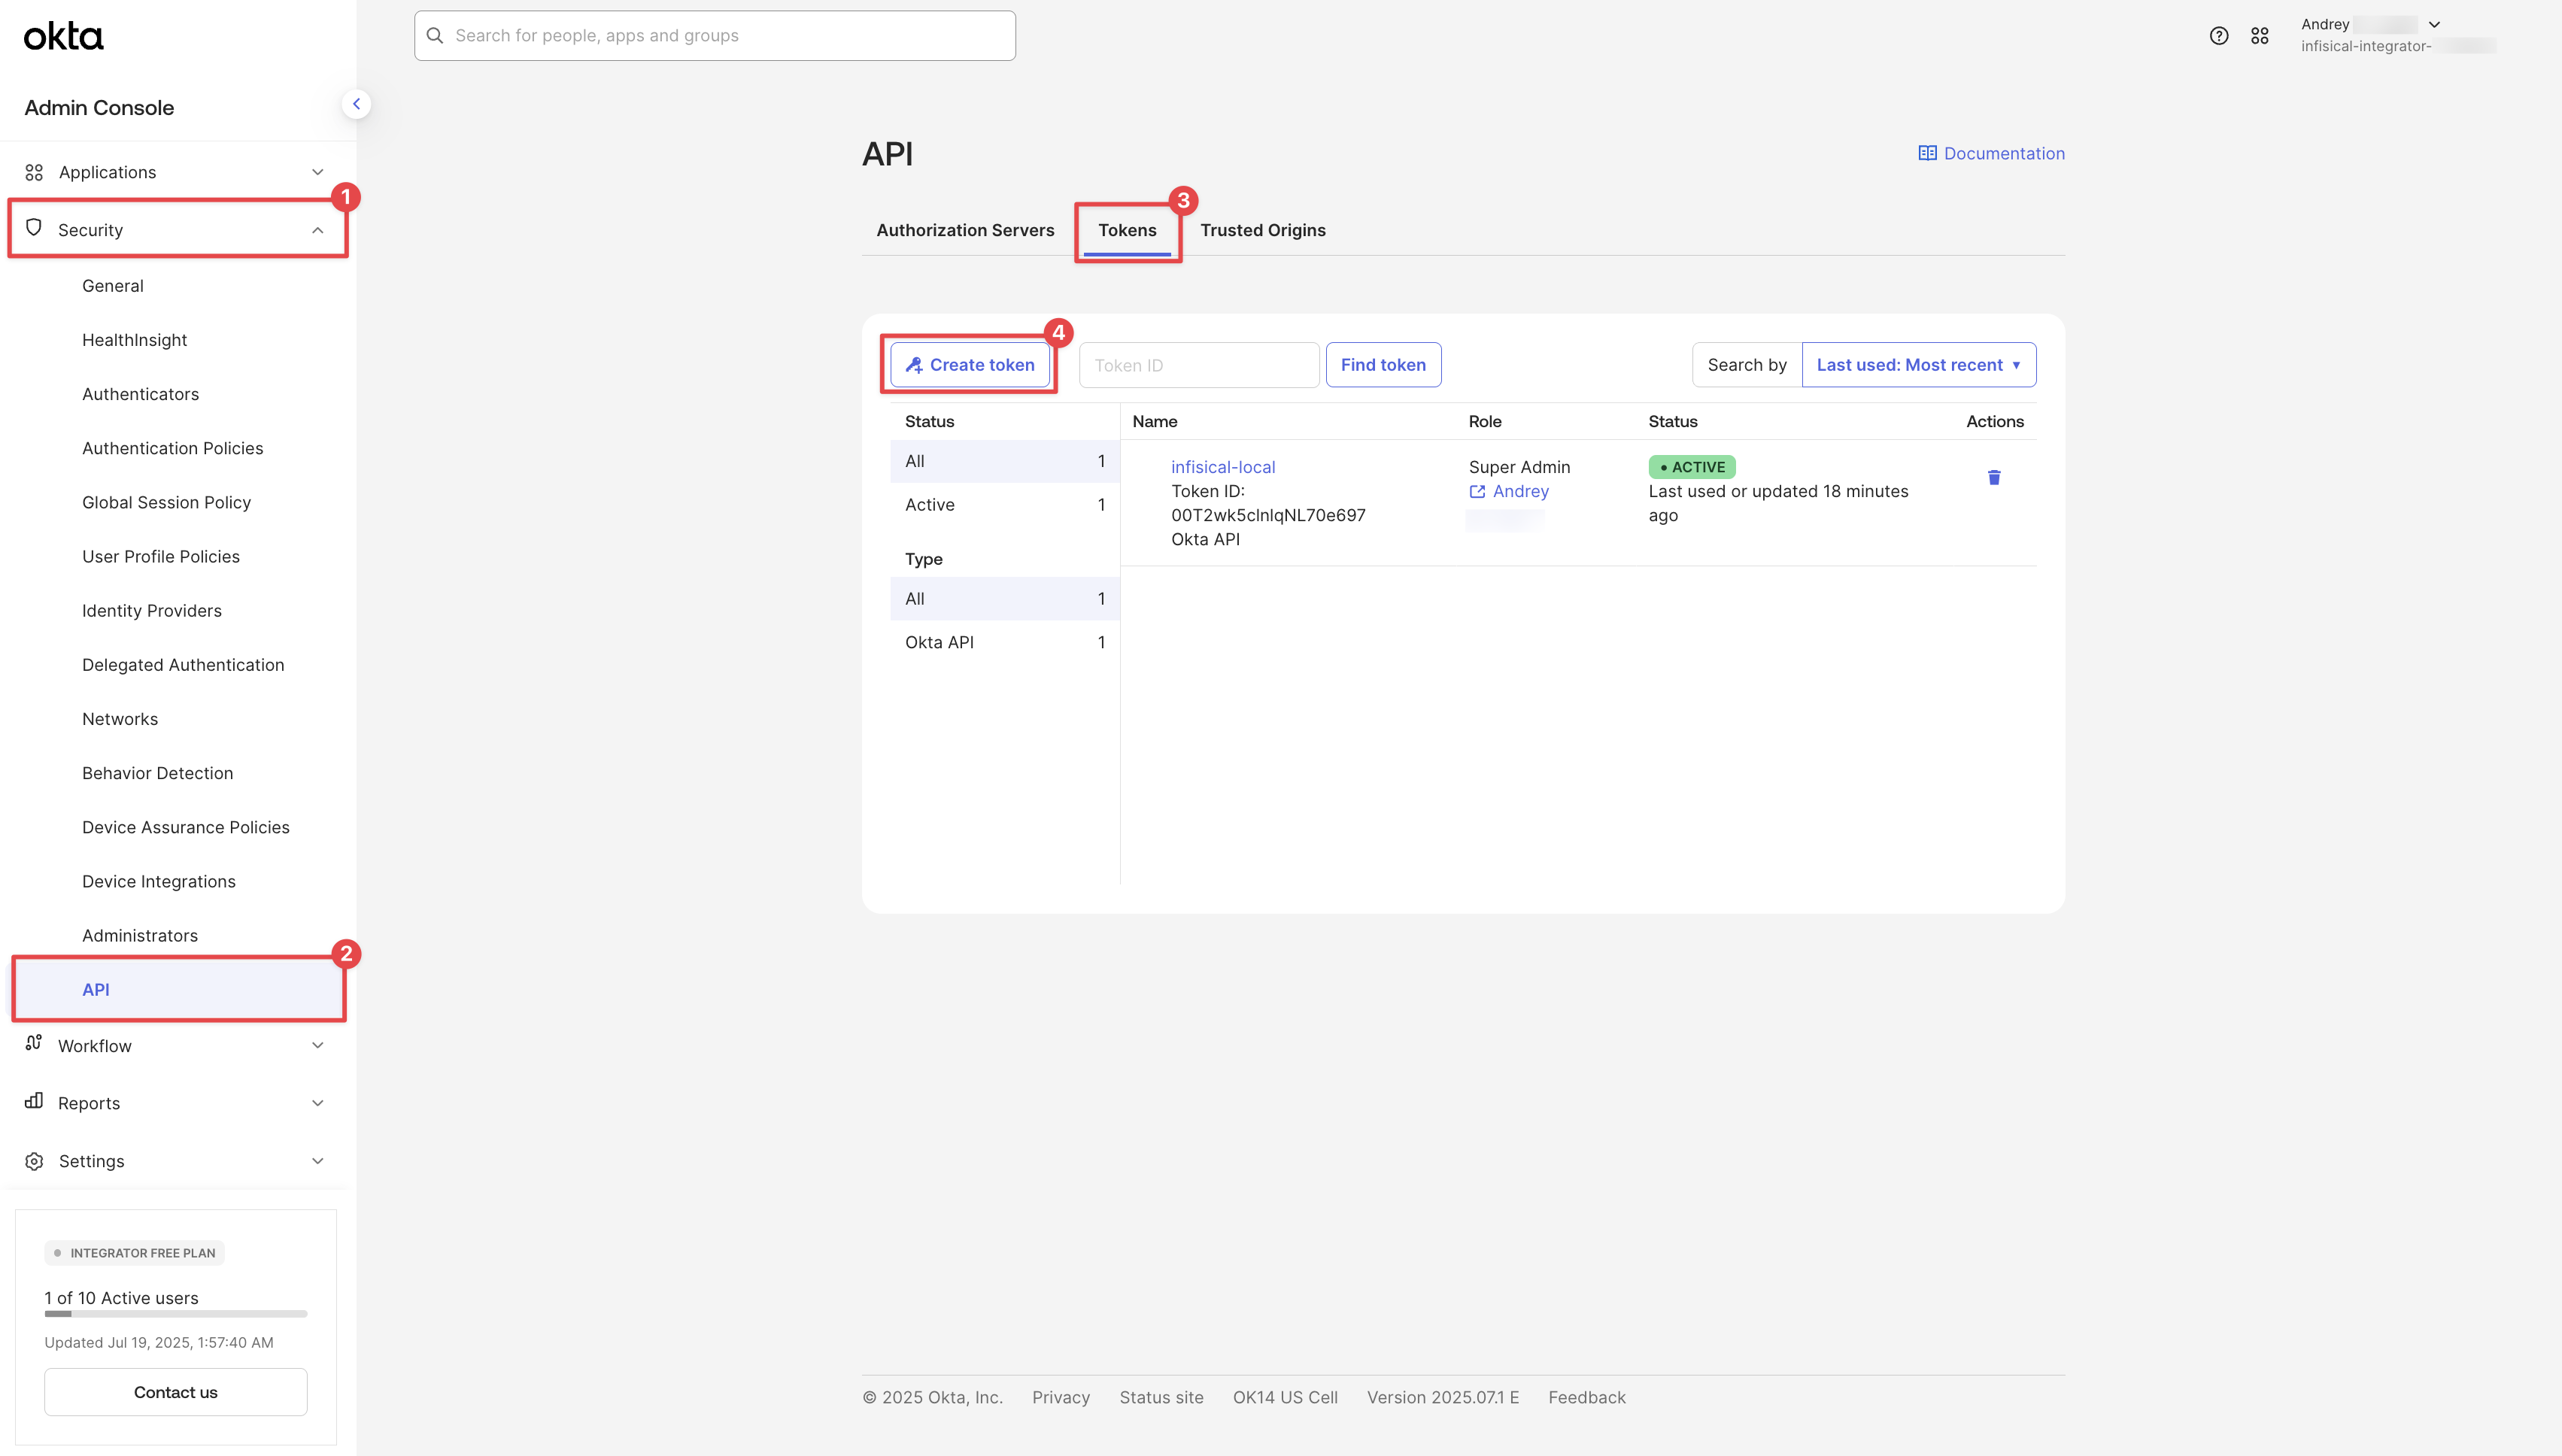 okta
Search for people, apps and groups
Andrey
infisical-integrator-
Admin Console
Applications
1
Security
General
HealthInsight
Authenticators
Authentication Policies
Global Session Policy
User Profile Policies
Identity Providers
Delegated Authentication
Networks
Behavior Detection
Device Assurance Policies
Device Integrations
Administrators
2
API
Workflow
Reports
Settings
INTEGRATOR FREE PLAN
1 of 10 Active users
Updated Jul 19, 2025, 1:57:40 AM
Contact us
API
Documentation
3
Authorization Servers Tokens Trusted Origins
4
Create token Token ID Find token Search by Last used: Most recent ▾
Status
All 1
Active 1
Type
All 1
Okta API 1
Name Role Status Actions
infisical-local Super Admin • ACTIVE
Token ID: Andrey Last used or updated 18 minutes
00T2wk5clnlqNL70e697 ago
Okta API
© 2025 Okta, Inc. Privacy Status site OK14 US Cell Version 2025.07.1 E Feedback